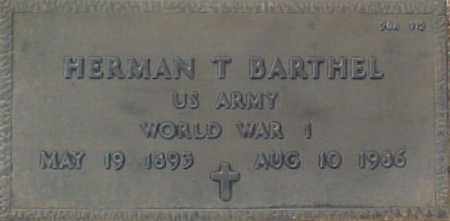 HERMAN T BARTHEL
US ARMY
WORLD WAR I
MAY 19 1893 AUG 10 1986